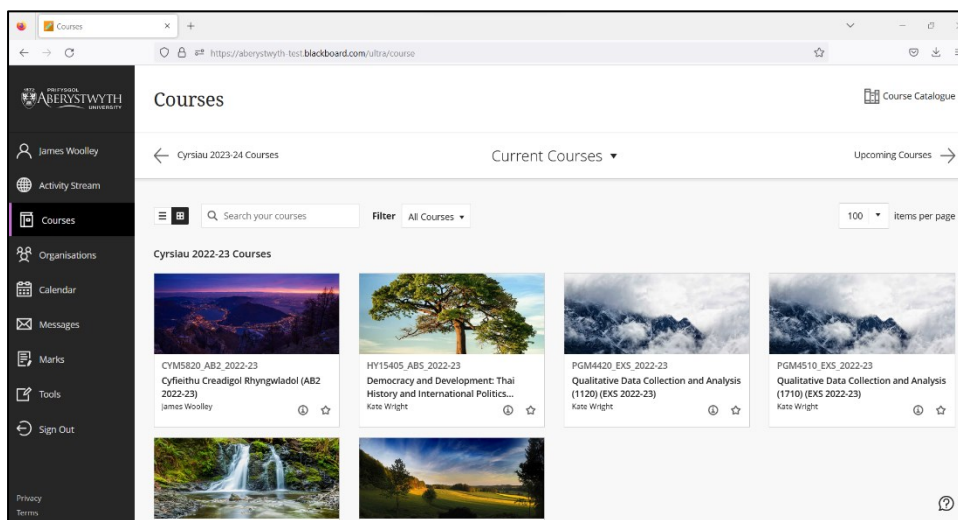 Courses
https://aberystwyth-test.blackboard.com/ultra/course
1872
PRIFYSGOL
ABERYSTWYTH
UNIVERSITY
James Woolley
Activity Stream
Courses
Organisations
Calendar
Messages
Marks
Tools
Sign Out
Privacy
Terms
Courses
Course Catalogue
Cyrsiau 2023-24 Courses
Current Courses
Upcoming Courses
Search your courses
Filter
All Courses
100
items per page
Cyrsiau 2022-23 Courses
CYM5820_AB2_2022-23
Cyfieithu Creadigol Rhyngwladol (AB2
2022-23)
James Woolley
HY15405_ABS_2022-23
Democracy and Development: Thai
History and International Politics...
Kate Wright
PGM4420_EXS_2022-23
Qualitative Data Collection and Analysis
(1120) (EXS 2022-23)
Kate Wright
PGM4510_EXS_2022-23
Qualitative Data Collection and Analysis
(1710) (EXS 2022-23)
Kate Wright